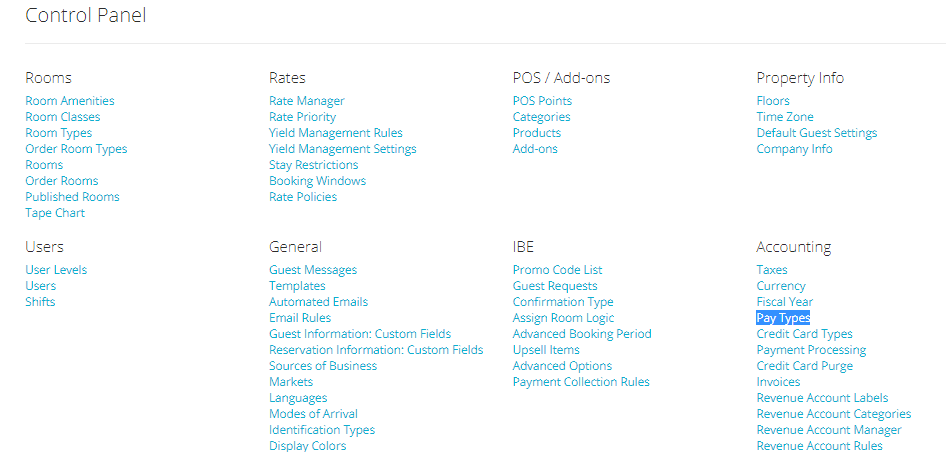 Control Panel
Rooms
Room Amenities
Room Classes
Room Types
Order Room Types
Rooms
Order Rooms
Published Rooms
Tape Chart
Rates
Rate Manager
Rate Priority
Yield Management Rules
Yield Management Settings
Stay Restrictions
Booking Windows
Rate Policies
POS / Add-ons
POS Points
Categories
Products
Add-ons
Property Info
Floors
Time Zone
Default Guest Settings
Company Info
Users
User Levels
Users
Shifts
General
Guest Messages
Templates
Automated Emails
Email Rules
Guest Information: Custom Fields
Reservation Information: Custom Fields
Sources of Business
Markets
Languages
Modes of Arrival
Identification Types
Display Colors
IBE
Promo Code List
Guest Requests
Confirmation Type
Assign Room Logic
Advanced Booking Period
Upsell Items
Advanced Options
Payment Collection Rules
Accounting
Taxes
Currency
Fiscal Year
Pay Types
Credit Card Types
Payment Processing
Credit Card Purge
Invoices
Revenue Account Labels
Revenue Account Categories
Revenue Account Manager
Revenue Account Rules